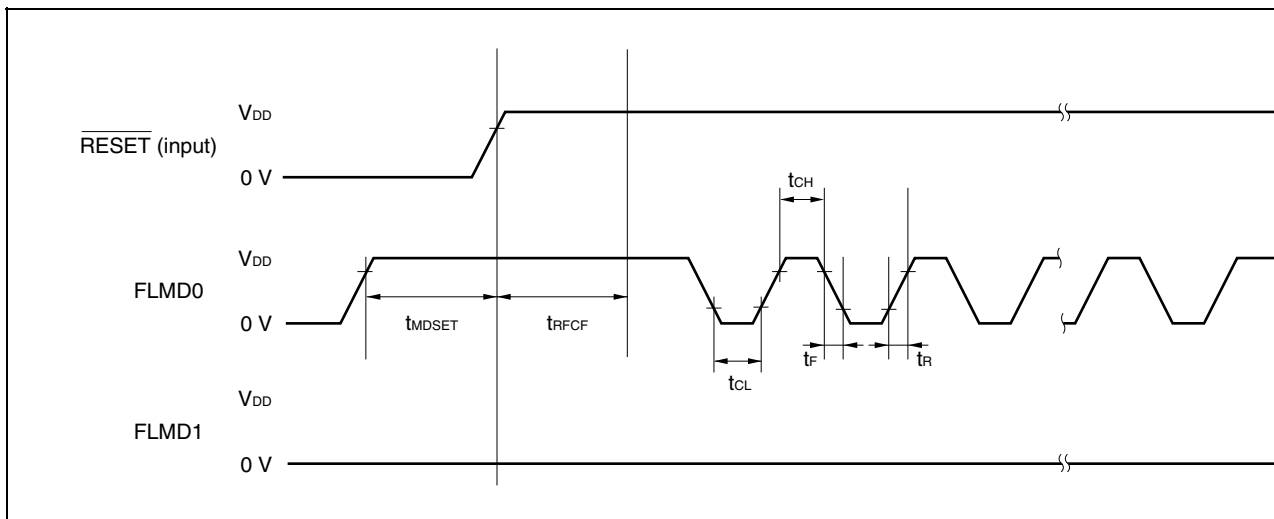 VDD
RESET (input)
0 V
tCH
VDD
FLMD0
0 V
tMDSET
tRFCF
tF
tR
tCL
VDD
FLMD1
0 V